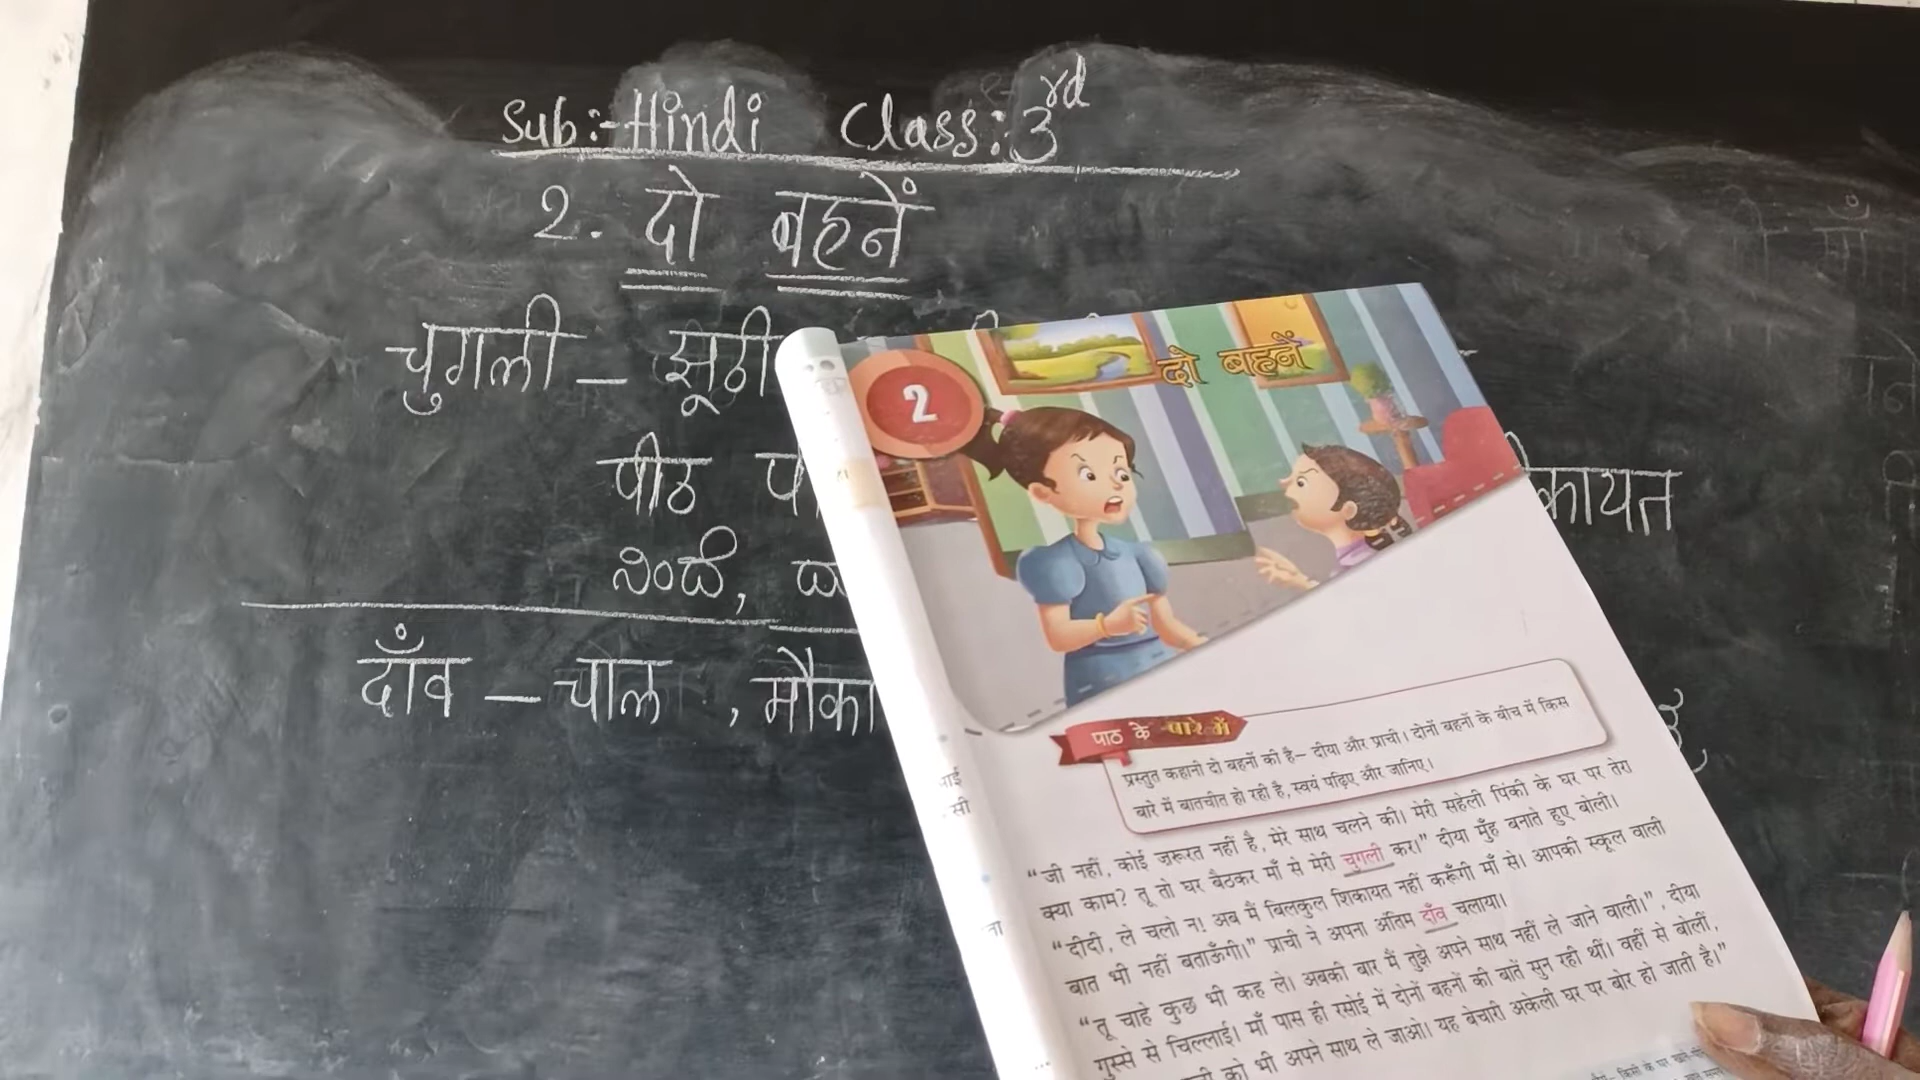 Sub:-Hindi Class: 3rd
2. दो बहनें
चुगली – झूठी
पीठ
शिकायत
ನಿಂದೆ,
दाँव – चाल , मौका
2
दो बहनें
पाठ के बारे में
प्रस्तुत कहानी दो बहनों की है– दीया और प्राची। दोनों बहनों के बीच में किस
बारे में बातचीत हो रही है, स्वयं पढ़िए और जानिए।
“जी नहीं, कोई ज़रूरत नहीं है, मेरे साथ चलने की। मेरी सहेली पिंकी के घर पर तेरा
क्या काम? तू तो घर बैठकर माँ से मेरी चुगली कर।” दीया मुँह बनाते हुए बोली।
“दीदी, ले चलो न! अब मैं बिलकुल शिकायत नहीं करूँगी माँ से। आपकी स्कूल वाली
बात भी नहीं बताऊँगी।” प्राची ने अपना अंतिम दाँव चलाया।
“तू चाहे कुछ भी कह ले। अबकी बार मैं तुझे अपने साथ नहीं ले जाने वाली।”, दीया
गुस्से से चिल्लाई। माँ पास ही रसोई में दोनों बहनों की बातें सुन रही थीं। वहीं से बोलीं,
को भी अपने साथ ले जाओ। यह बेचारी अकेली घर पर बोर हो जाती है।”